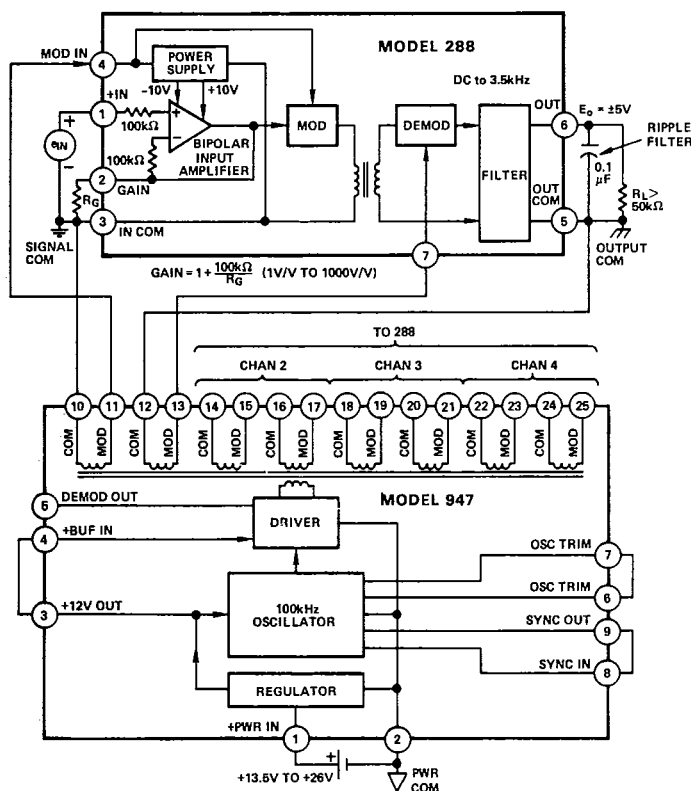 MODEL 288
MOD IN
4
POWER
SUPPLY
-10V
+10V
DC to 3.5kHz
+IN
1
100kΩ
+
-
MOD
DEMOD
OUT
6
E₀ = ±5V
RIPPLE
FILTER
eIN
+
-
100kΩ
BIPOLAR
INPUT
AMPLIFIER
FILTER
0.1
μF
2
GAIN
RG
OUT
COM
RL>
50kΩ
3
IN COM
5
SIGNAL
COM
7
OUTPUT
COM
GAIN = 1 + 100kΩ/RG (1V/V TO 1000V/V)
TO 288
CHAN 2
CHAN 3
CHAN 4
10
11
12
13
14
15
16
17
18
19
20
21
22
23
24
25
COM
MOD
COM
MOD
COM
MOD
COM
MOD
COM
MOD
COM
MOD
COM
MOD
COM
MOD
MODEL 947
5
DEMOD OUT
DRIVER
4
+BUF IN
OSC TRIM
7
3
+12V OUT
100kHz
OSCILLATOR
OSC TRIM
6
SYNC OUT
9
SYNC IN
8
REGULATOR
+PWR IN
1
2
+
+13.5V TO +26V
PWR
COM